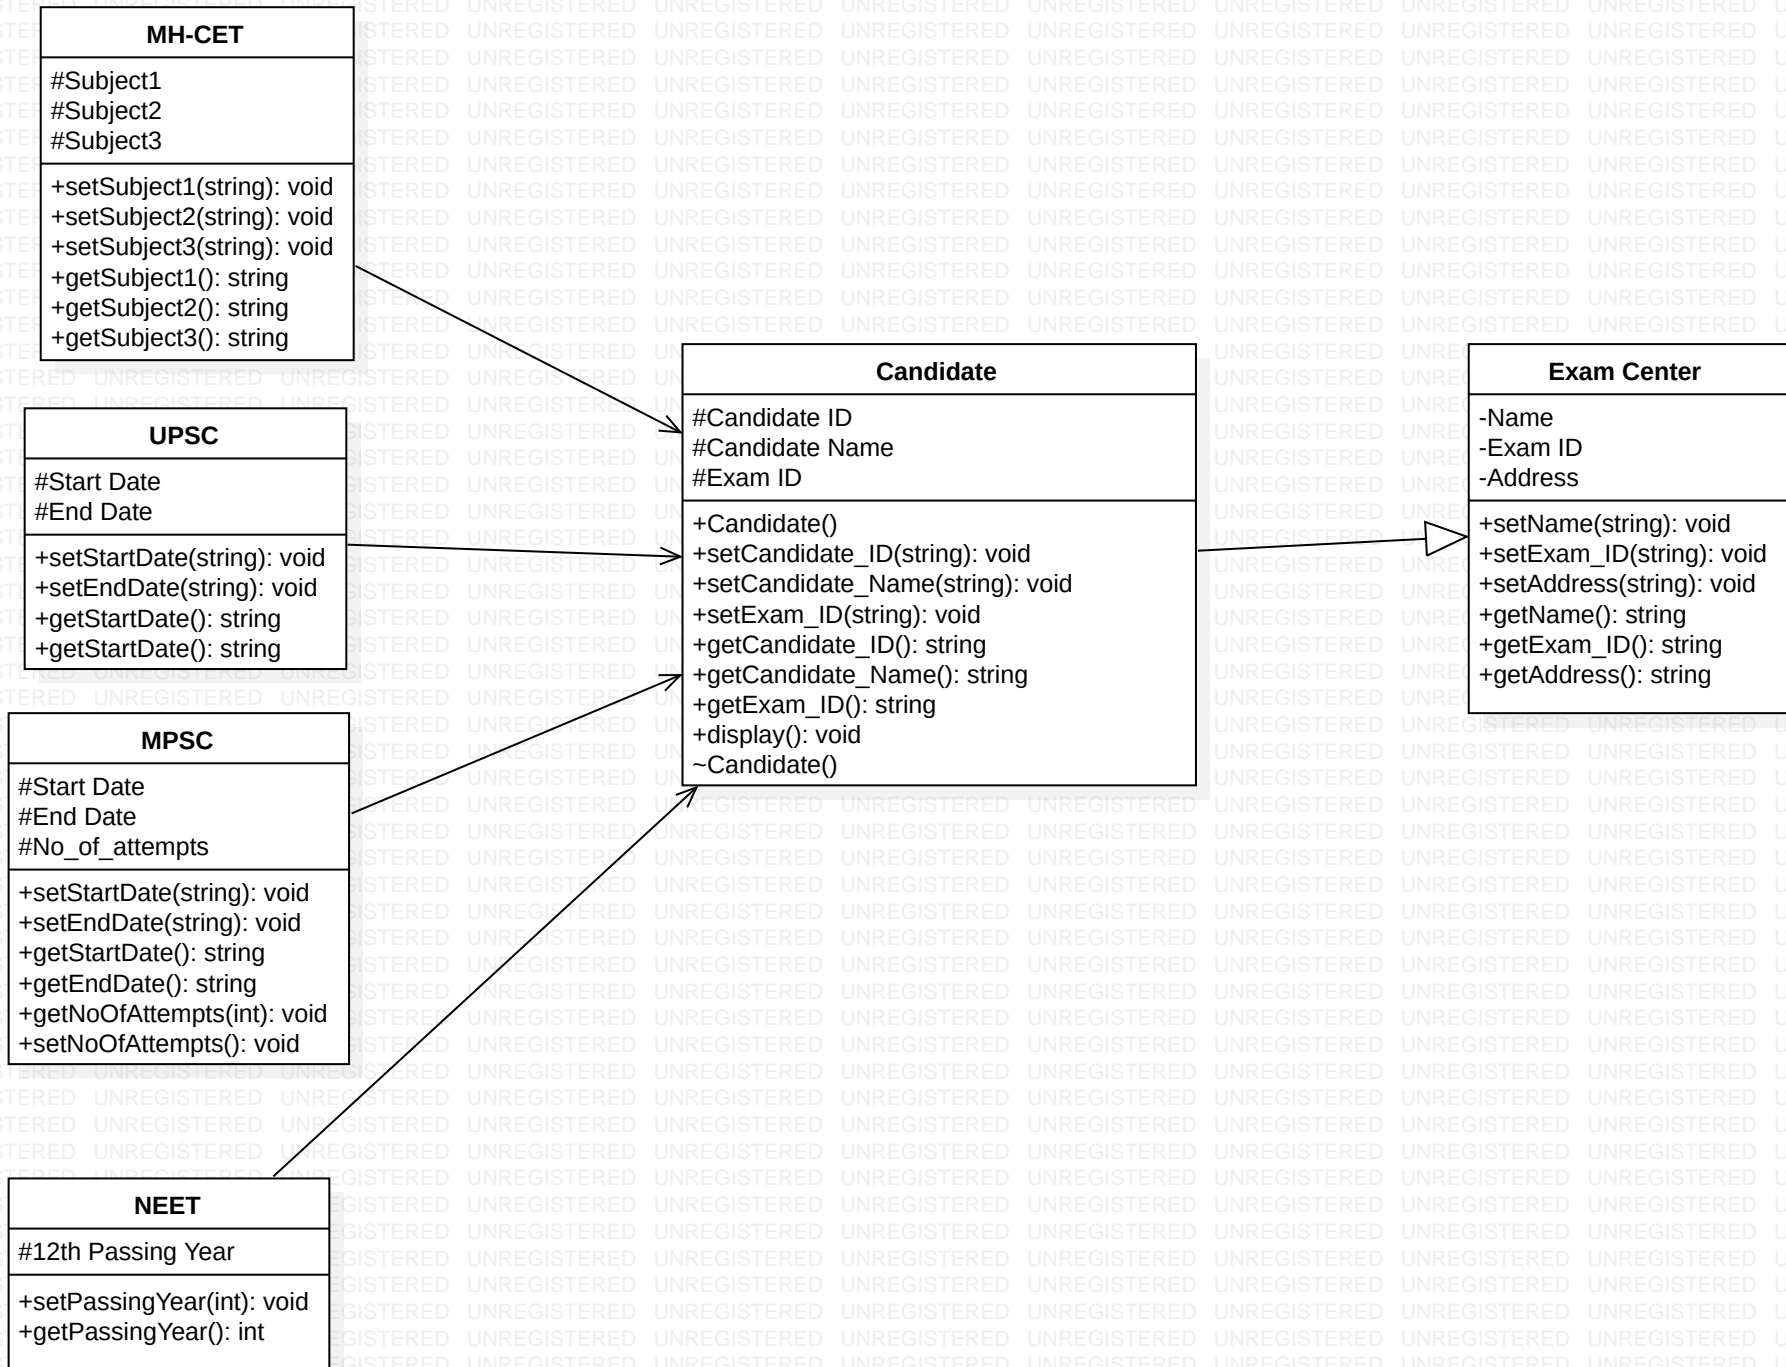 MH-CET
#Subject1
#Subject2
#Subject3
+setSubject1(string): void
+setSubject2(string): void
+setSubject3(string): void
+getSubject1(): string
+getSubject2(): string
+getSubject3(): string
UPSC
#Start Date
#End Date
+setStartDate(string): void
+setEndDate(string): void
+getStartDate(): string
+getStartDate(): string
MPSC
#Start Date
#End Date
#No_of_attempts
+setStartDate(string): void
+setEndDate(string): void
+getStartDate(): string
+getEndDate(): string
+getNoOfAttempts(int): void
+setNoOfAttempts(): void
NEET
#12th Passing Year
+setPassingYear(int): void
+getPassingYear(): int
Candidate
#Candidate ID
#Candidate Name
#Exam ID
+Candidate()
+setCandidate_ID(string): void
+setCandidate_Name(string): void
+setExam_ID(string): void
+getCandidate_ID(): string
+getCandidate_Name(): string
+getExam_ID(): string
+display(): void
~Candidate()
Exam Center
-Name
-Exam ID
-Address
+setName(string): void
+setExam_ID(string): void
+setAddress(string): void
+getName(): string
+getExam_ID(): string
+getAddress(): string
UNREGISTERED